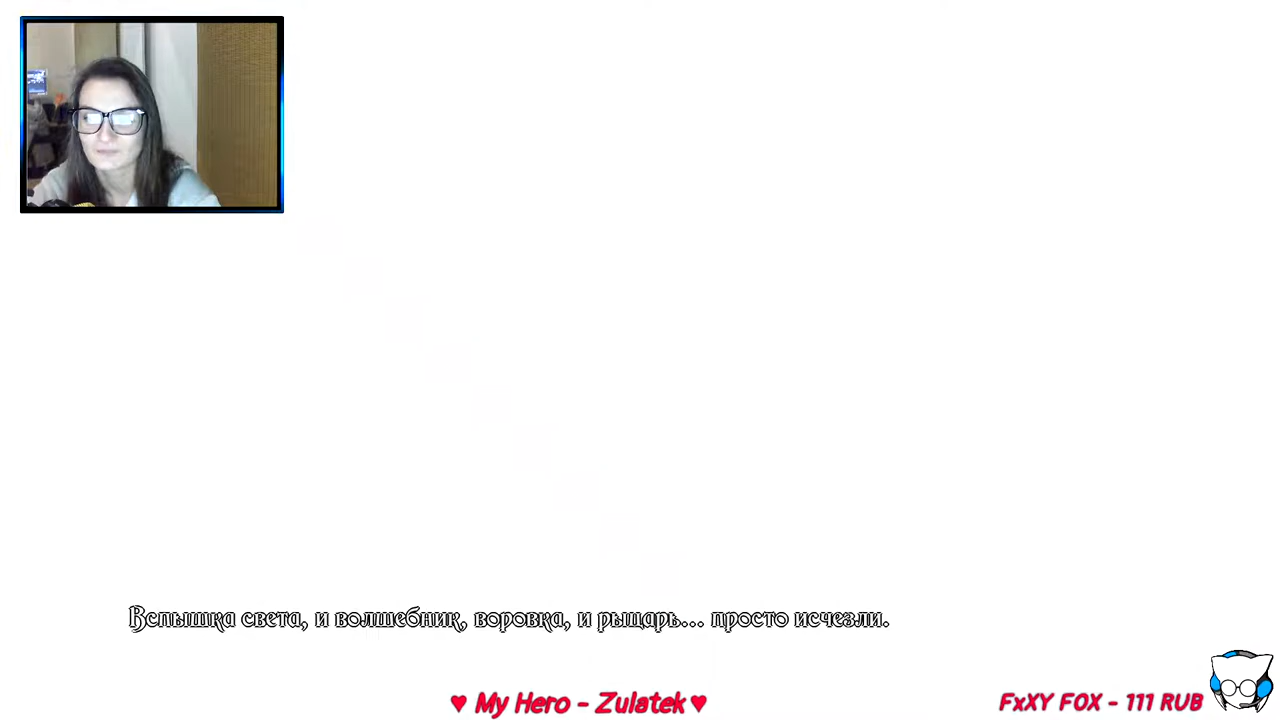 Вспышка света, и волшебник, воровка, и рыцарь... просто исчезли.
♥ My Hero - Zulatek ♥
FxXY FOX - 111 RUB